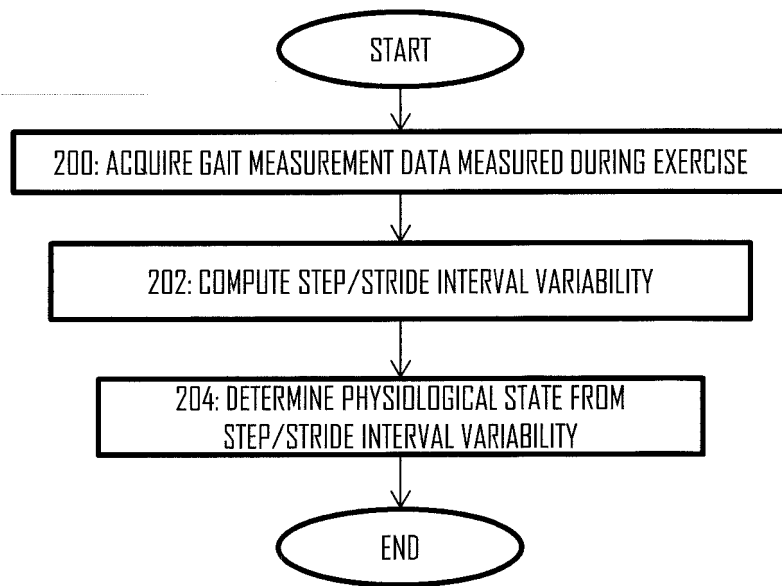 START
200: ACQUIRE GAIT MEASUREMENT DATA MEASURED DURING EXERCISE
202: COMPUTE STEP/STRIDE INTERVAL VARIABILITY
204: DETERMINE PHYSIOLOGICAL STATE FROM
STEP/STRIDE INTERVAL VARIABILITY
END